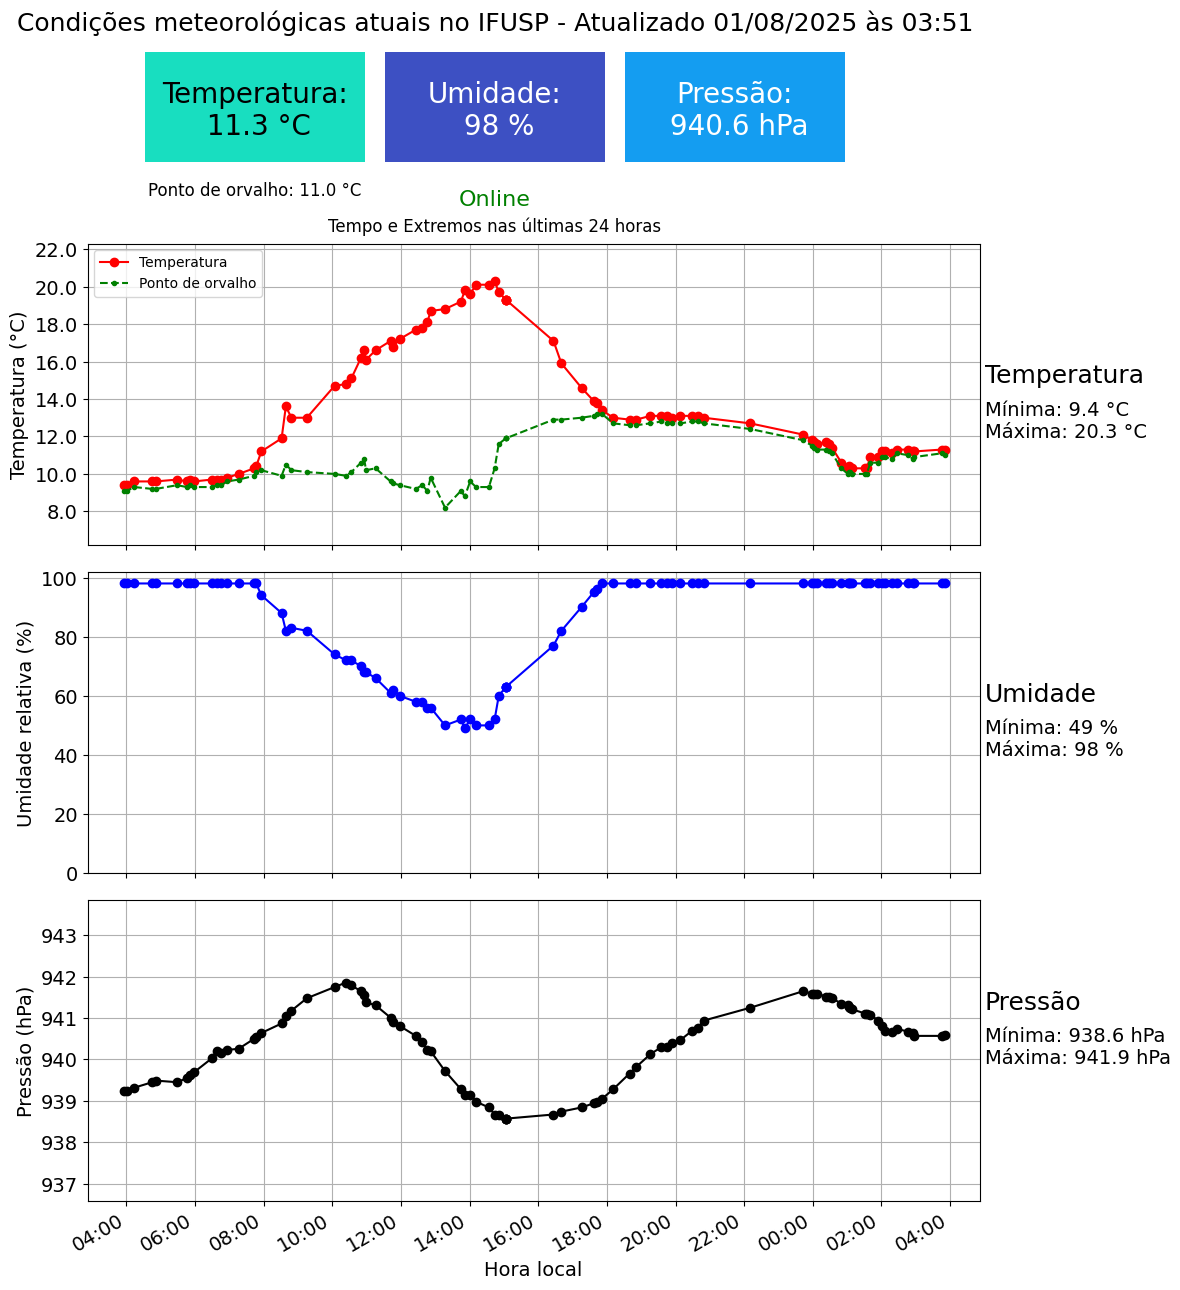 Condições meteorológicas atuais no IFUSP - Atualizado 01/08/2025 às 03:51
Temperatura:
11.3 °C
Umidade:
98 %
Pressão:
940.6 hPa
Ponto de orvalho: 11.0 °C
Online
Tempo e Extremos nas últimas 24 horas
Temperatura
Ponto de orvalho
Temperatura (°C)
22.0
20.0
18.0
16.0
14.0
12.0
10.0
8.0
Temperatura
Mínima: 9.4 °C
Máxima: 20.3 °C
Umidade relativa (%)
100
80
60
40
20
0
Umidade
Mínima: 49 %
Máxima: 98 %
Pressão (hPa)
943
942
941
940
939
938
937
Pressão
Mínima: 938.6 hPa
Máxima: 941.9 hPa
04:00 06:00 08:00 10:00 12:00 14:00 16:00 18:00 20:00 22:00 00:00 02:00 04:00
Hora local